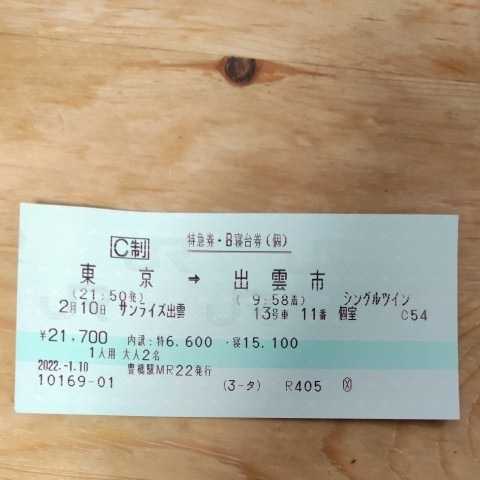 C制 特急券・B寝台券(個)
東京 → 出雲市
(21:50発) ( 9:58着) シングルツイン
2月10日 サンライズ出雲 13号車 11番 個室 C54
¥21,700 内訳:特6,600 ・寝15,100
1人用 大人2名
2022.-1.10 豊橋駅MR22発行
10169-01 (3-タ) R405